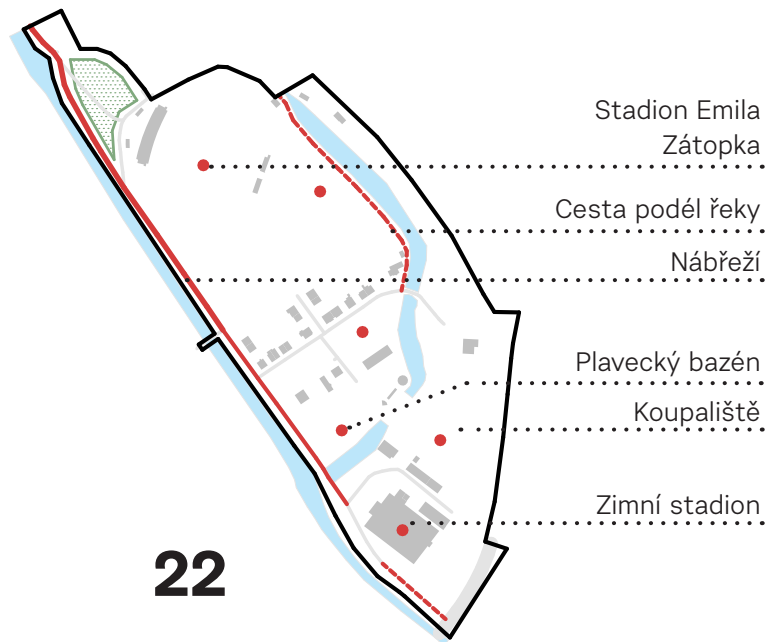 Stadion Emila
Zátopka
Cesta podél řeky
Nábřeží
Plavecký bazén
Koupaliště
Zimní stadion
22